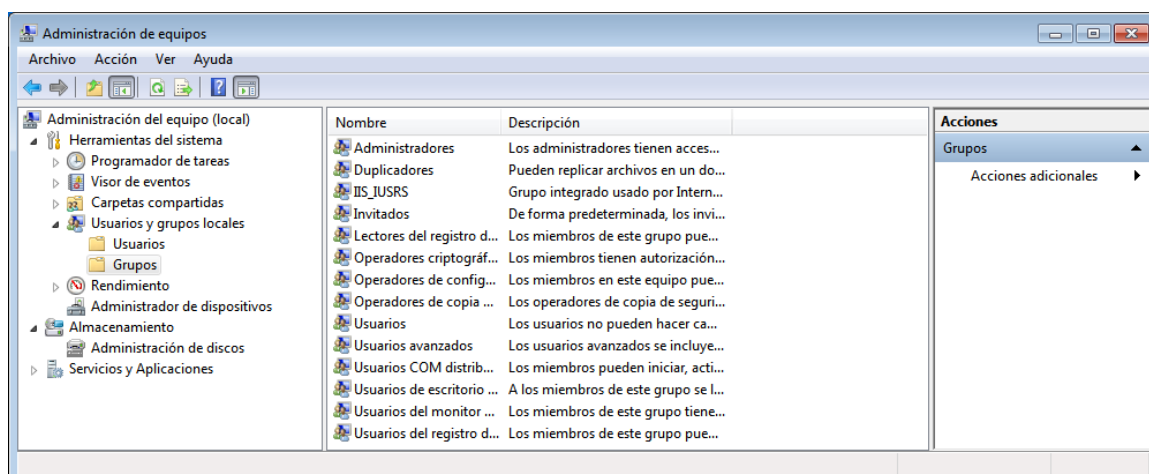 Administración de equipos
Archivo Acción Ver Ayuda
Administración del equipo (local)
Herramientas del sistema
Programador de tareas
Visor de eventos
Carpetas compartidas
Usuarios y grupos locales
Usuarios
Grupos
Rendimiento
Administrador de dispositivos
Almacenamiento
Administración de discos
Servicios y Aplicaciones
Nombre Descripción
Administradores Los administradores tienen acces...
Duplicadores Pueden replicar archivos en un do...
IIS_IUSRS Grupo integrado usado por Intern...
Invitados De forma predeterminada, los invi...
Lectores del registro d... Los miembros de este grupo pue...
Operadores criptográf... Los miembros tienen autorización...
Operadores de config... Los miembros en este equipo pue...
Operadores de copia ... Los operadores de copia de seguri...
Usuarios Los usuarios no pueden hacer ca...
Usuarios avanzados Los usuarios avanzados se incluye...
Usuarios COM distrib... Los miembros pueden iniciar, acti...
Usuarios de escritorio ... A los miembros de este grupo se l...
Usuarios del monitor ... Los miembros de este grupo tiene...
Usuarios del registro d... Los miembros de este grupo pue...
Acciones
Grupos
Acciones adicionales